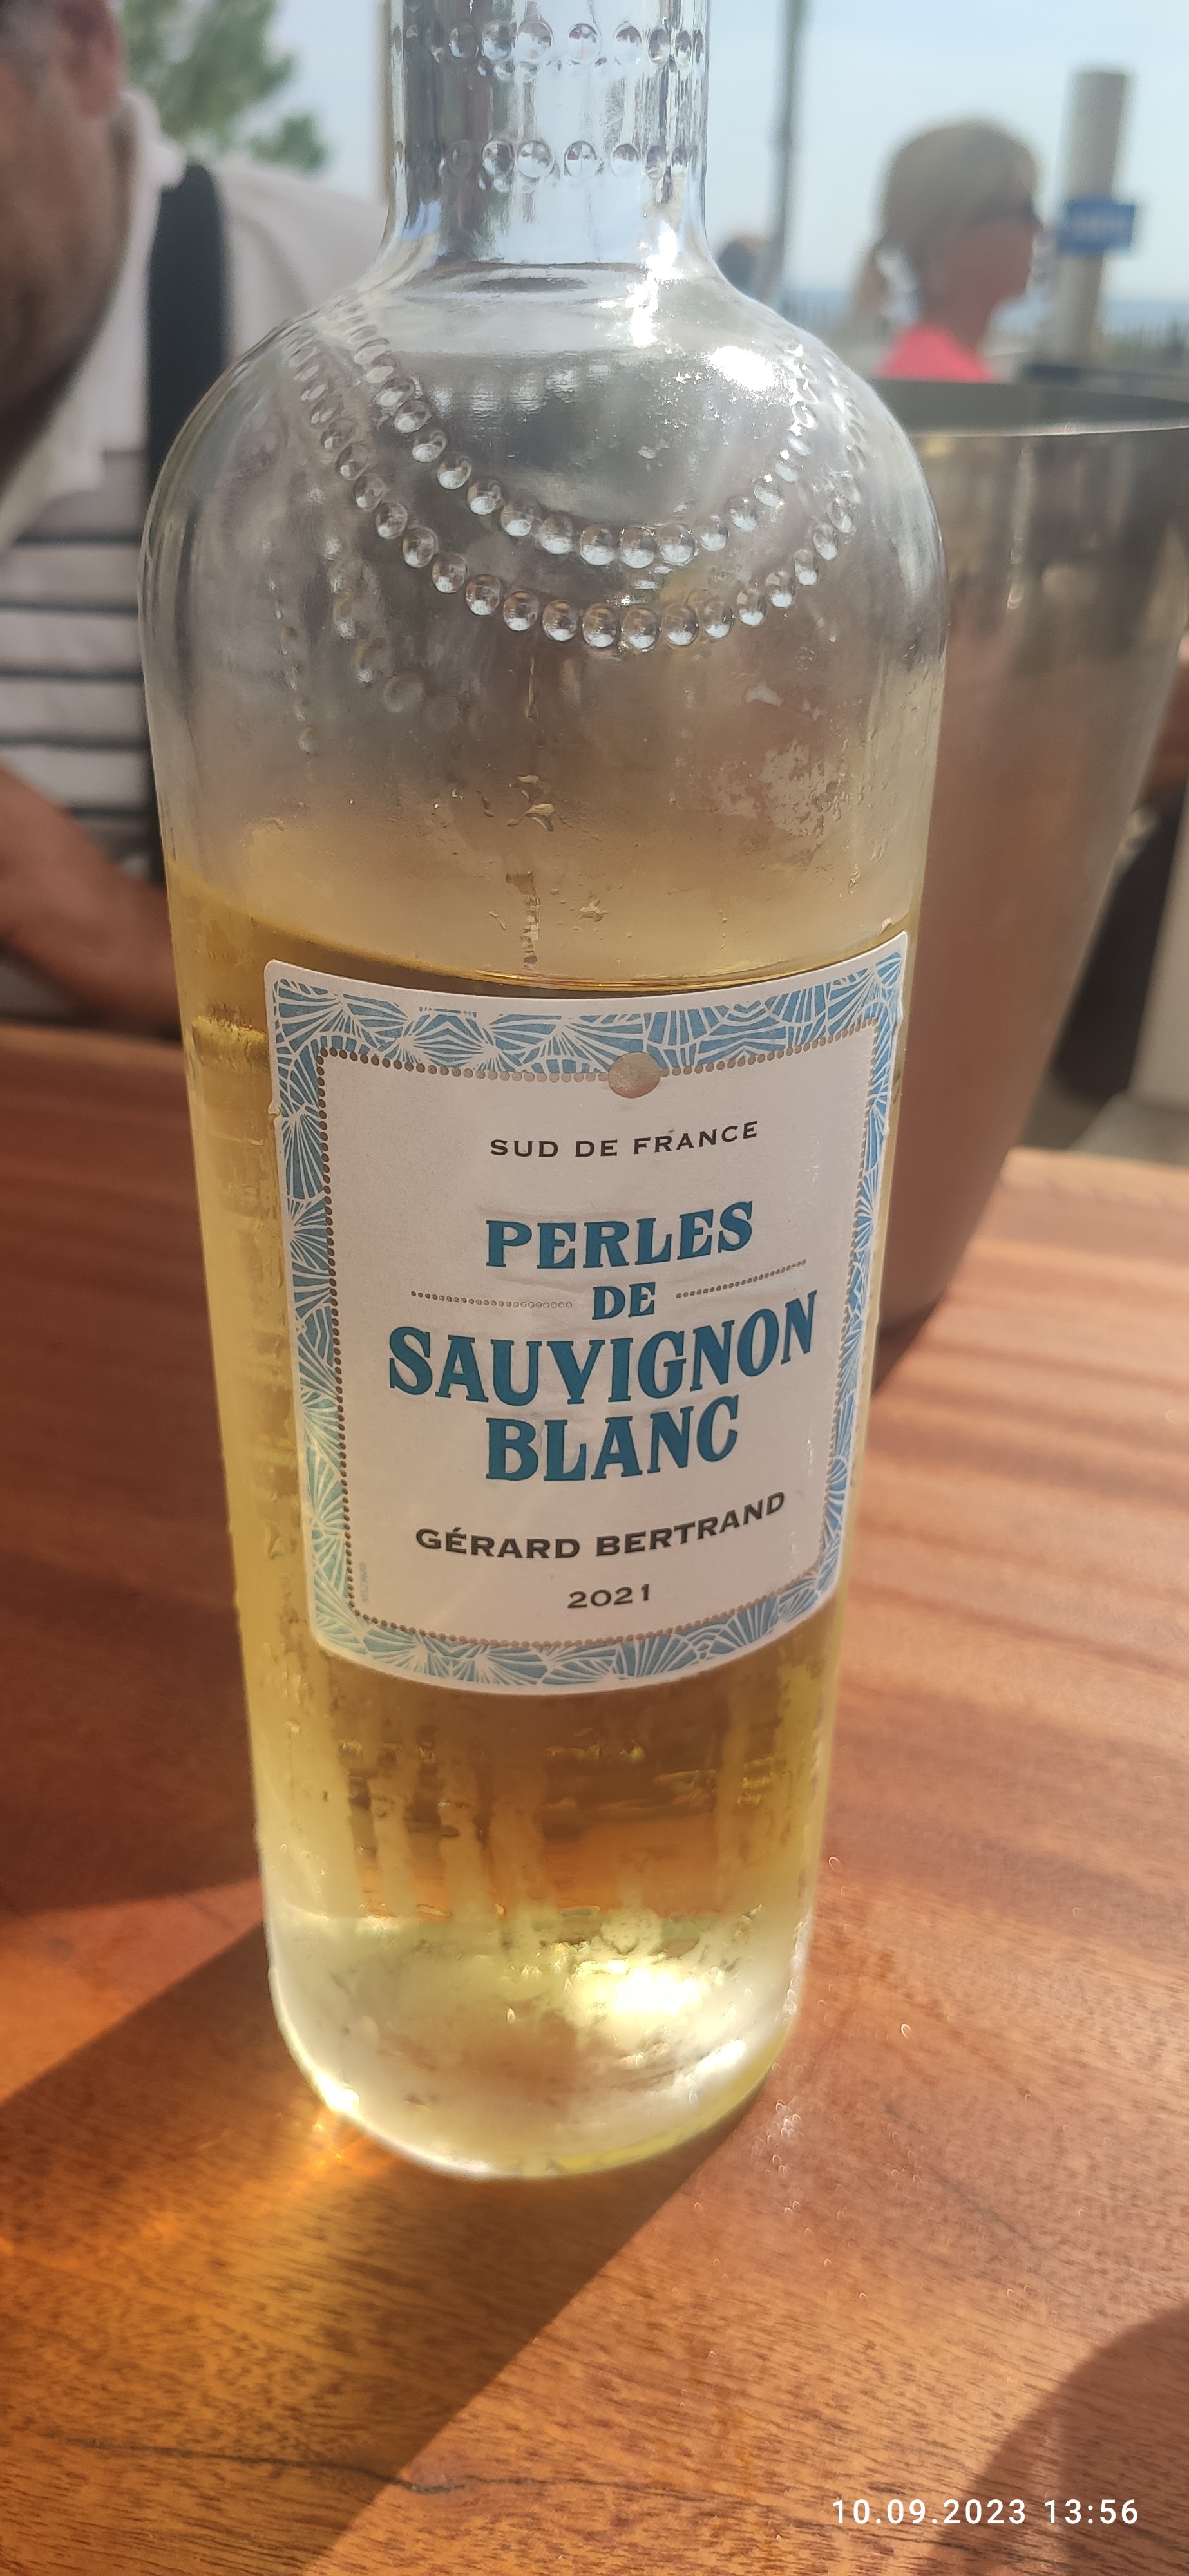 SUD DE FRANCE
PERLES
DE
SAUVIGNON
BLANC
GÉRARD BERTRAND
2021
10.09.2023 13:56